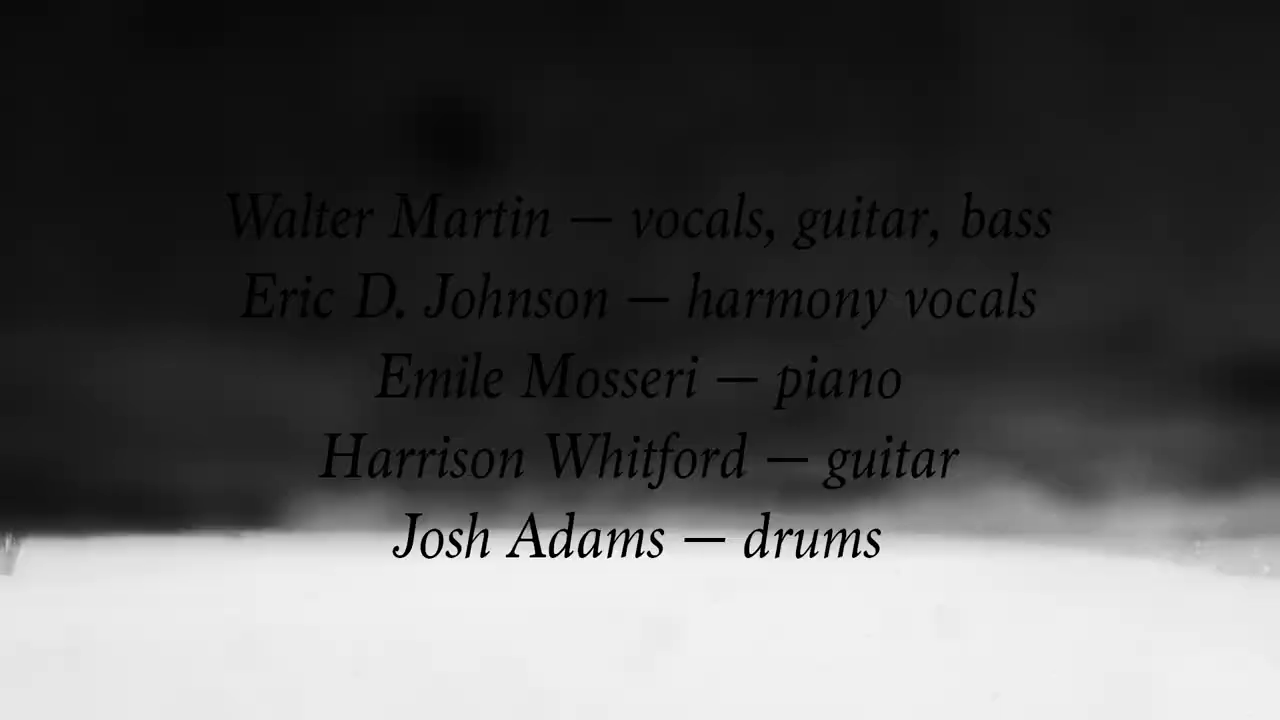 Walter Martin — vocals, guitar, bass
Eric D. Johnson — harmony vocals
Emile Mosseri — piano
Harrison Whitford — guitar
Josh Adams — drums